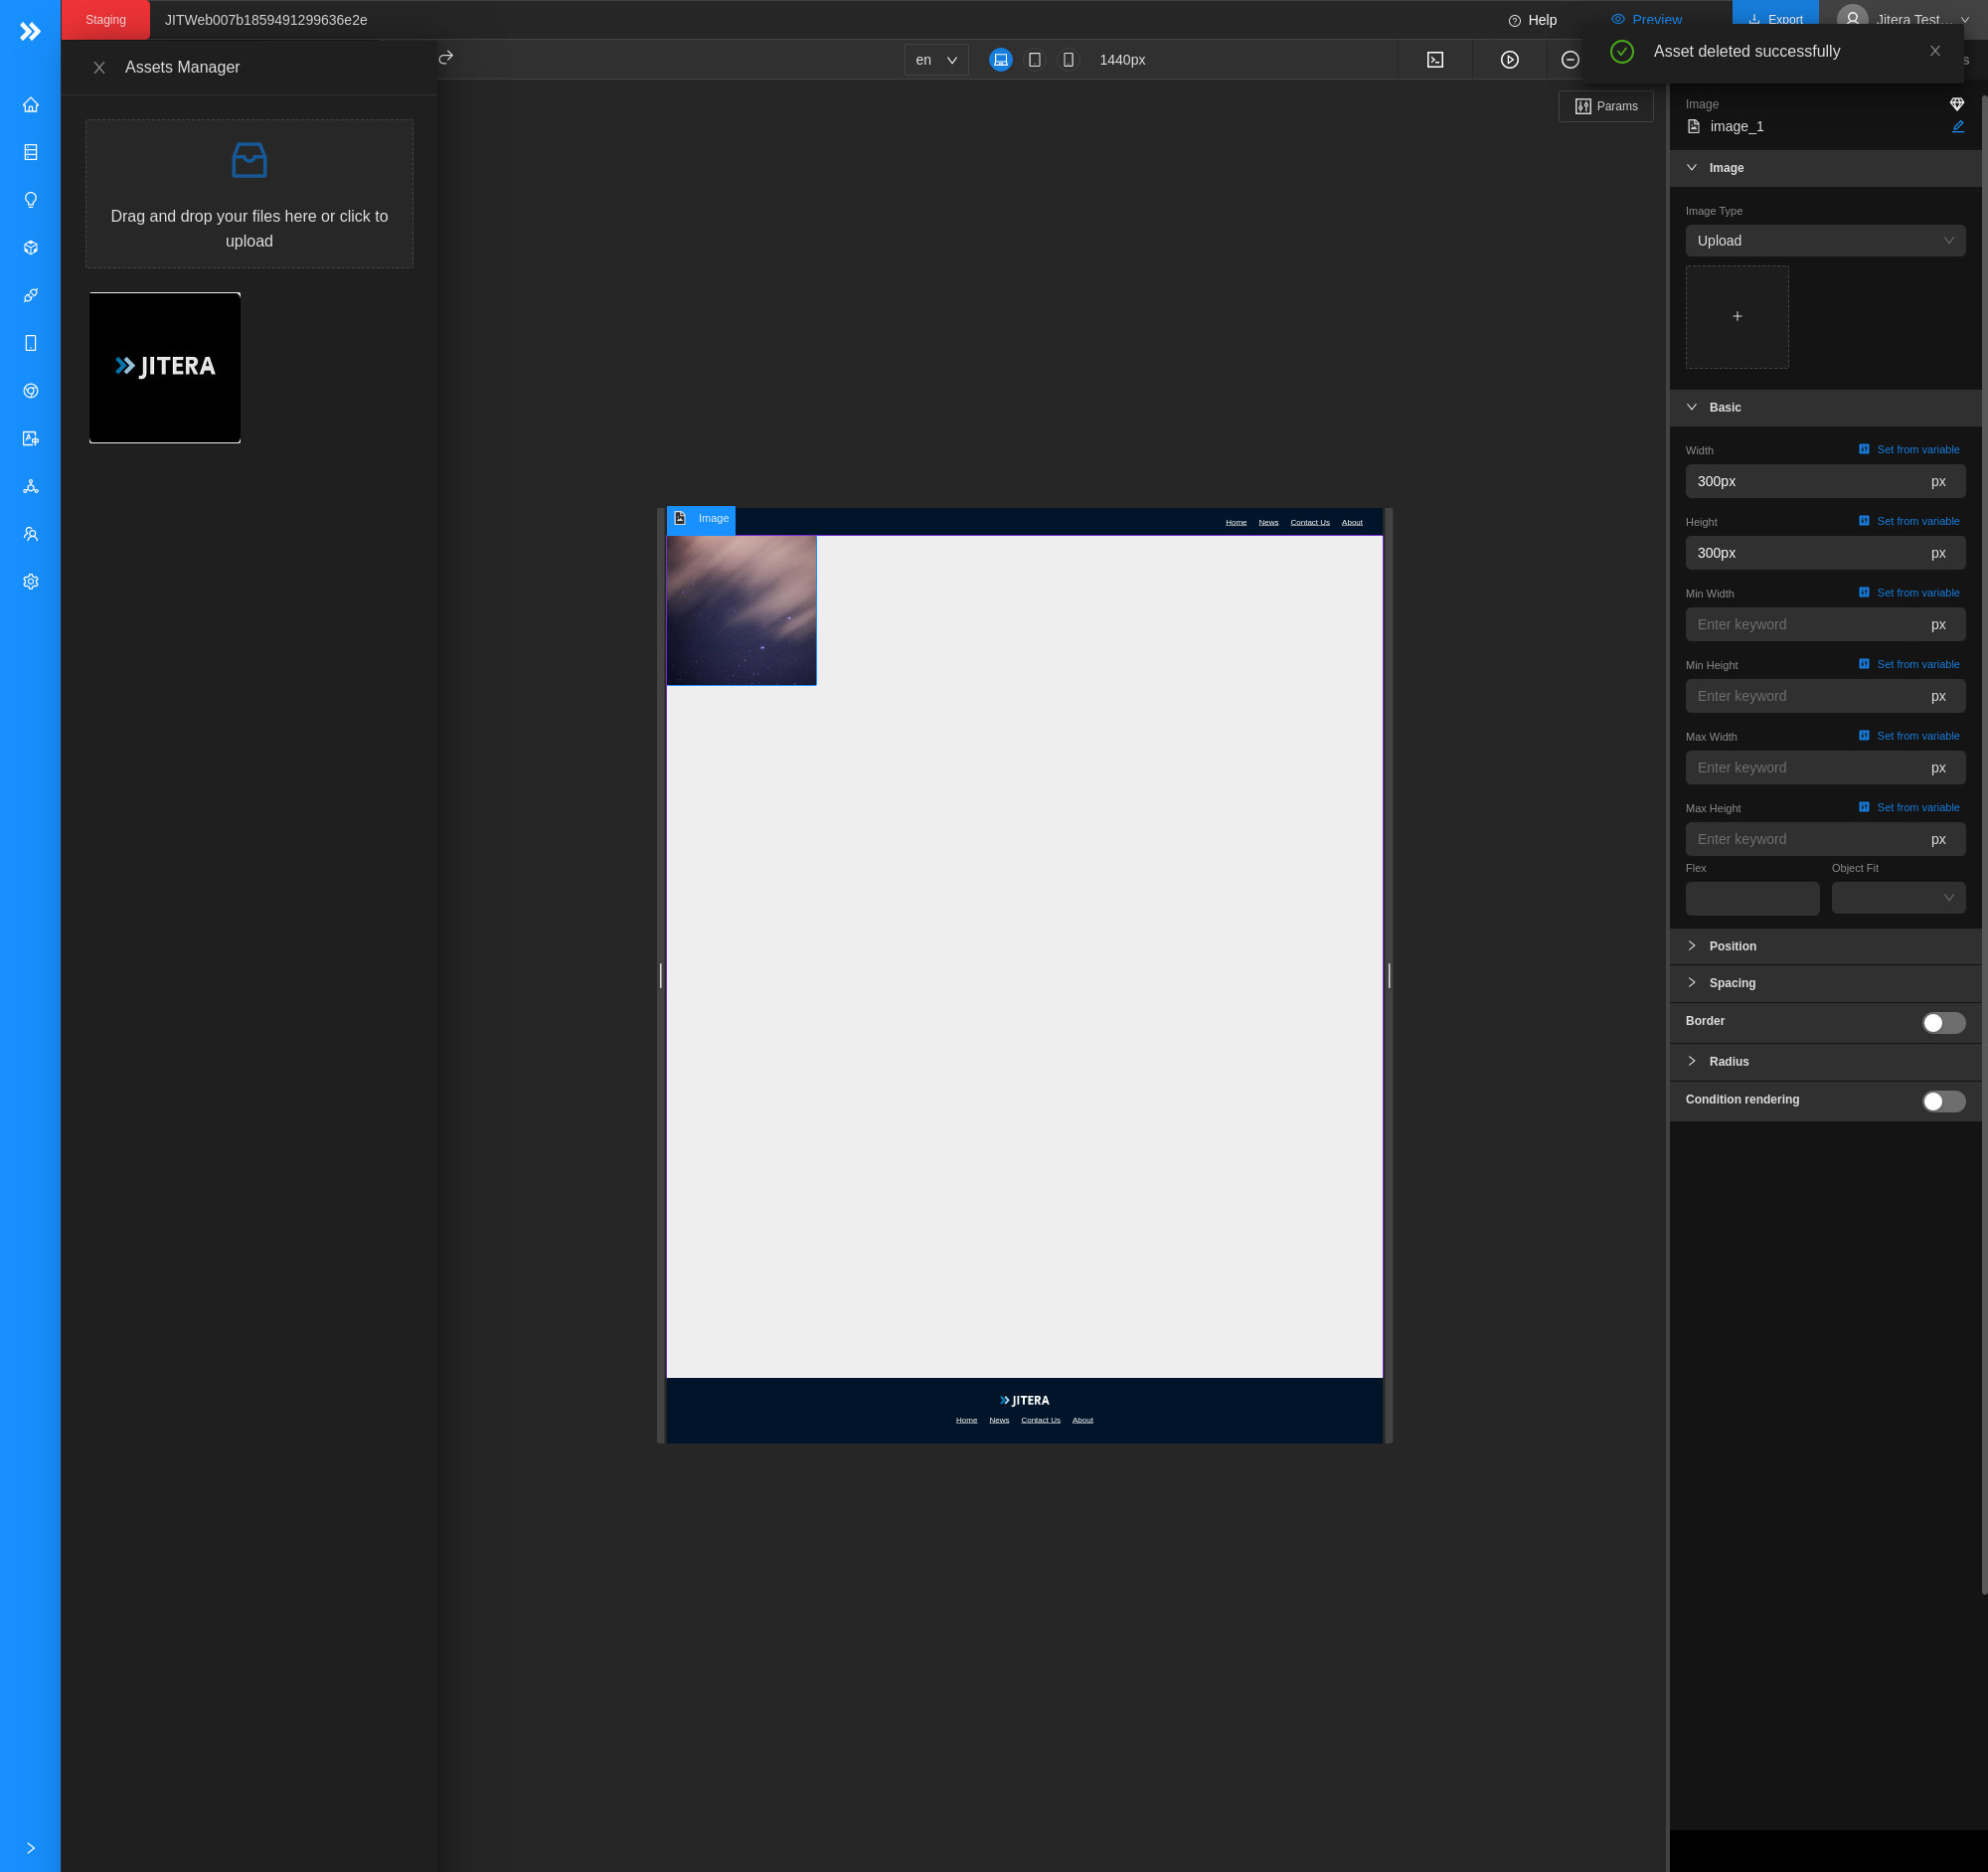 Staging
JITWeb007b1859491299636e2e
Help
Preview
Export
Jitera Test...
Assets Manager
en
1440px
Asset deleted successfully
Params
Drag and drop your files here or click to
upload
JITERA
Image
Home
News
Contact Us
About
JITERA
Home
News
Contact Us
About
Image
image_1
Image
Image Type
Upload
Basic
Width
Set from variable
300px
px
Height
Set from variable
300px
px
Min Width
Set from variable
Enter keyword
px
Min Height
Set from variable
Enter keyword
px
Max Width
Set from variable
Enter keyword
px
Max Height
Set from variable
Enter keyword
px
Flex
Object Fit
Position
Spacing
Border
Radius
Condition rendering